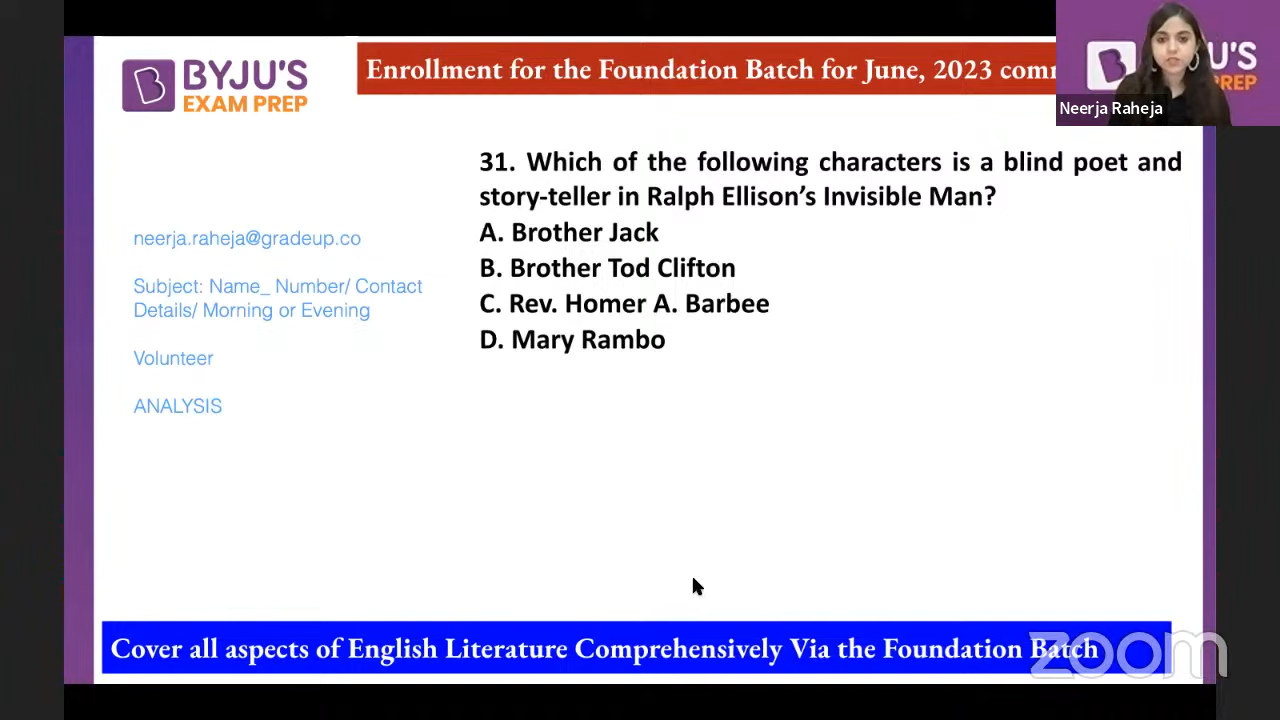 BYJU'S
EXAM PREP
Enrollment for the Foundation Batch for June, 2023 com
Neerja Raheja
31. Which of the following characters is a blind poet and
story-teller in Ralph Ellison’s Invisible Man?
A. Brother Jack
B. Brother Tod Clifton
C. Rev. Homer A. Barbee
D. Mary Rambo
neerja.raheja@gradeup.co
Subject: Name_ Number/ Contact
Details/ Morning or Evening
Volunteer
ANALYSIS
Cover all aspects of English Literature Comprehensively Via the Foundation Batch
zoom